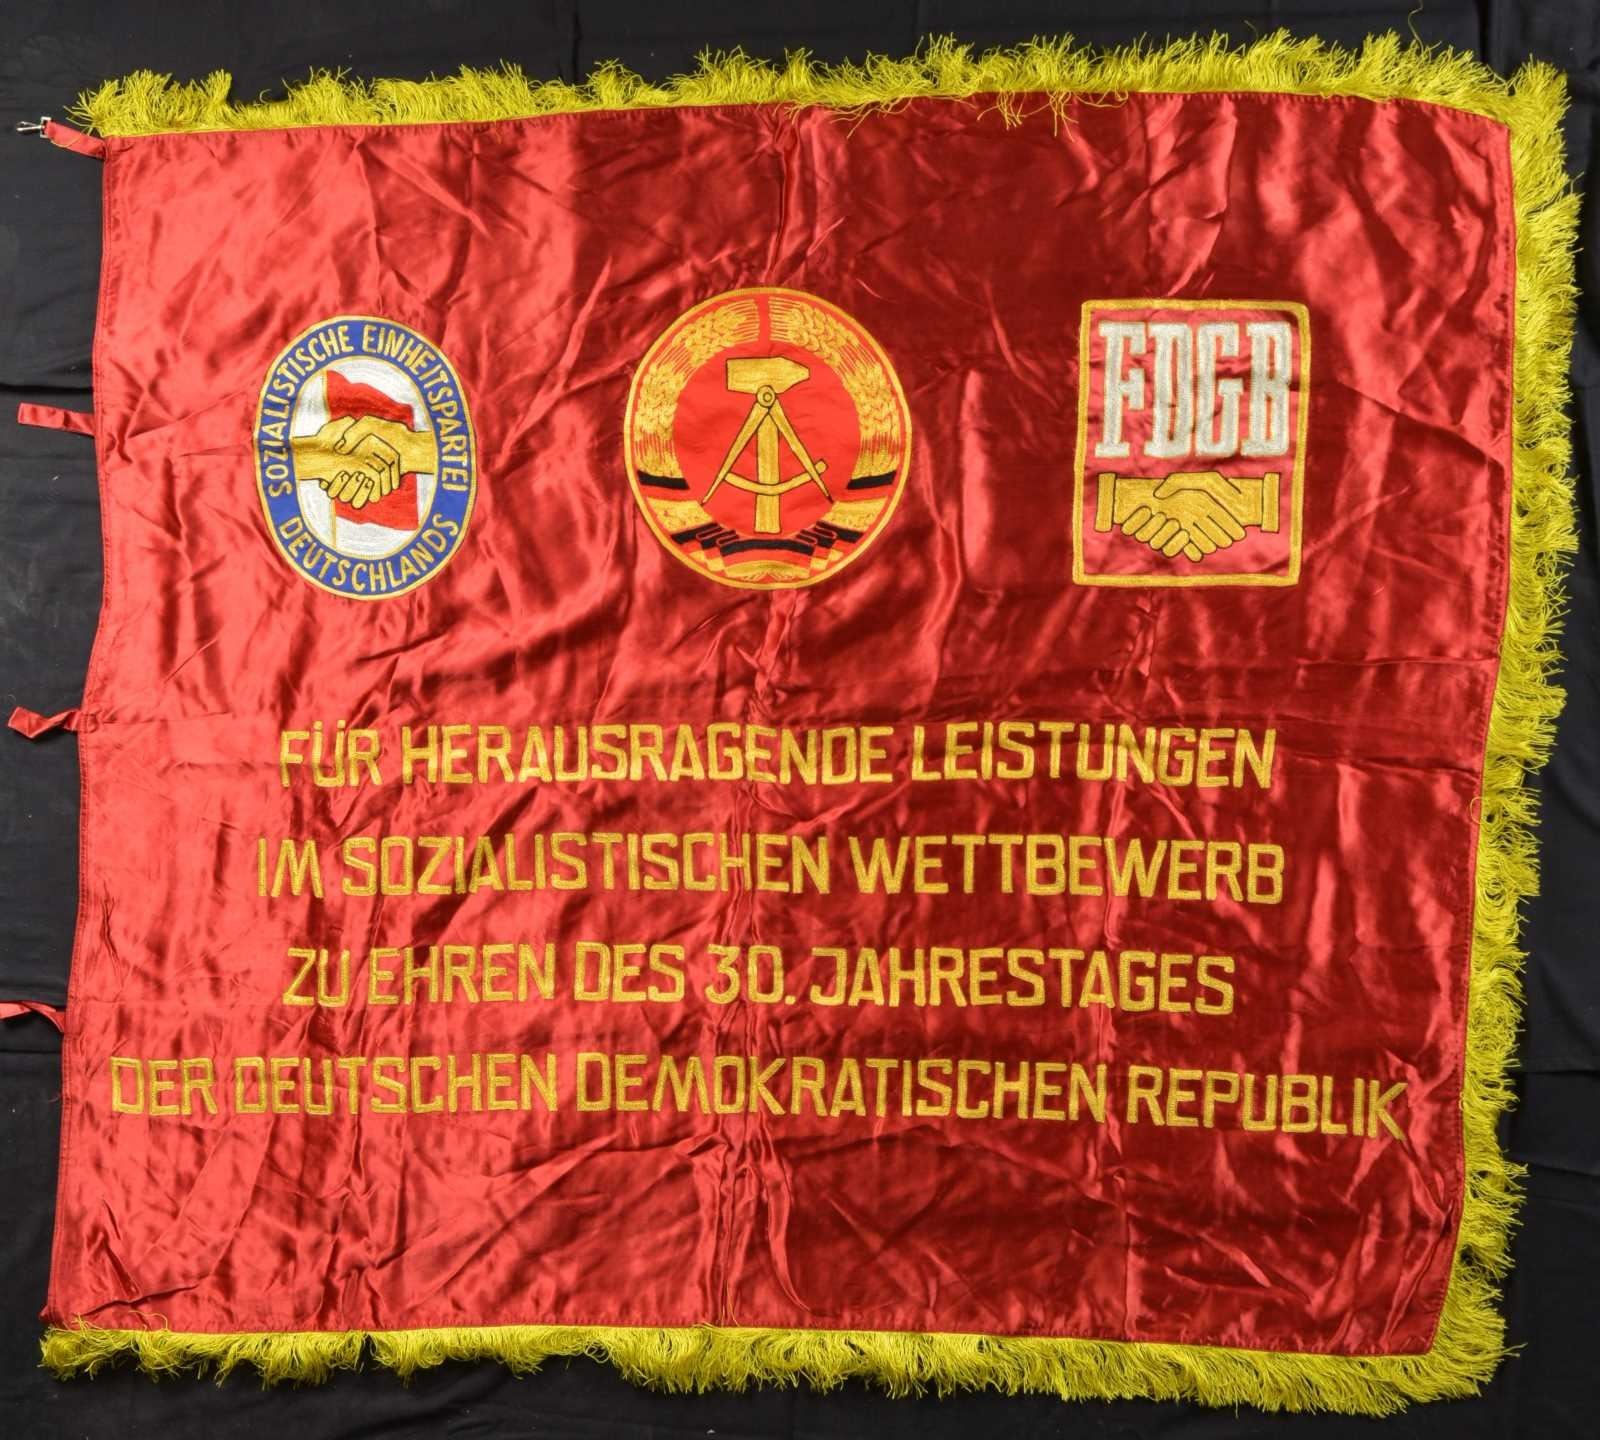 SOZIALISTISCHE EINHEITSPARTEI
DEUTSCHLANDS
FDGB
FÜR HERAUSRAGENDE LEISTUNGEN
IM SOZIALISTISCHEN WETTBEWERB
ZU EHREN DES 30. JAHRESTAGES
DER DEUTSCHEN DEMOKRATISCHEN REPUBLIK